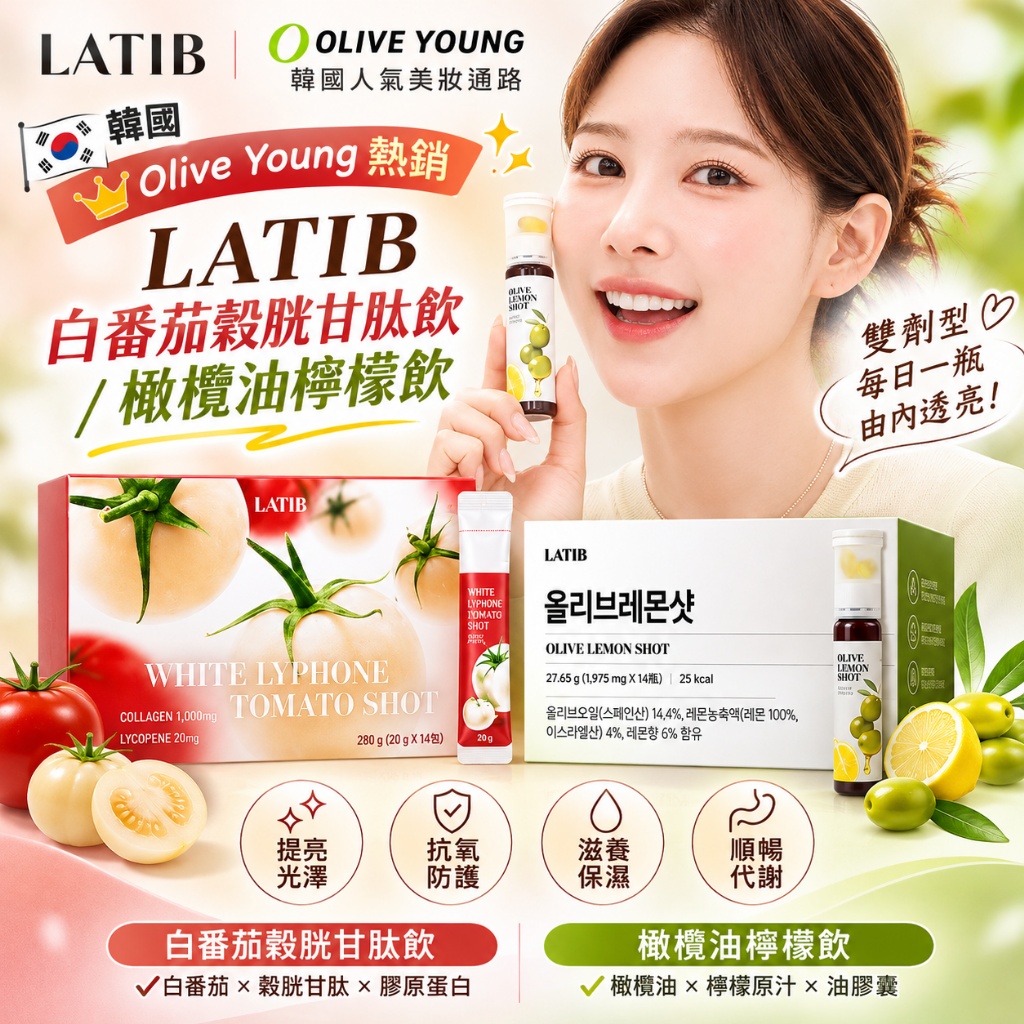 LATIB
OLIVE YOUNG
韓國人氣美妝通路
韓國
Olive Young 熱銷
LATIB
白番茄穀胱甘肽飲
/ 橄欖油檸檬飲
OLIVE
LEMON
SHOT
雙劑型
每日一瓶
由內透亮!
LATIB
WHITE LYPHONE
TOMATO SHOT
COLLAGEN 1,000mg
LYCOPENE 20mg
280 g (20 g X 14包)
WHITE
LYPHONE
TOMATO
SHOT
20g
LATIB
올리브레몬샷
OLIVE LEMON SHOT
27.65 g (1,975 mg X 14瓶) | 25 kcal
올리브오일(스페인산) 14,4%, 레몬농축액(레몬 100%,
이스라엘산) 4%, 레몬향 6% 함유
OLIVE
LEMON
SHOT
提亮
光澤
抗氧
防護
滋養
保濕
順暢
代謝
白番茄穀胱甘肽飲
白番茄 × 穀胱甘肽 × 膠原蛋白
橄欖油檸檬飲
橄欖油 × 檸檬原汁 × 油膠囊